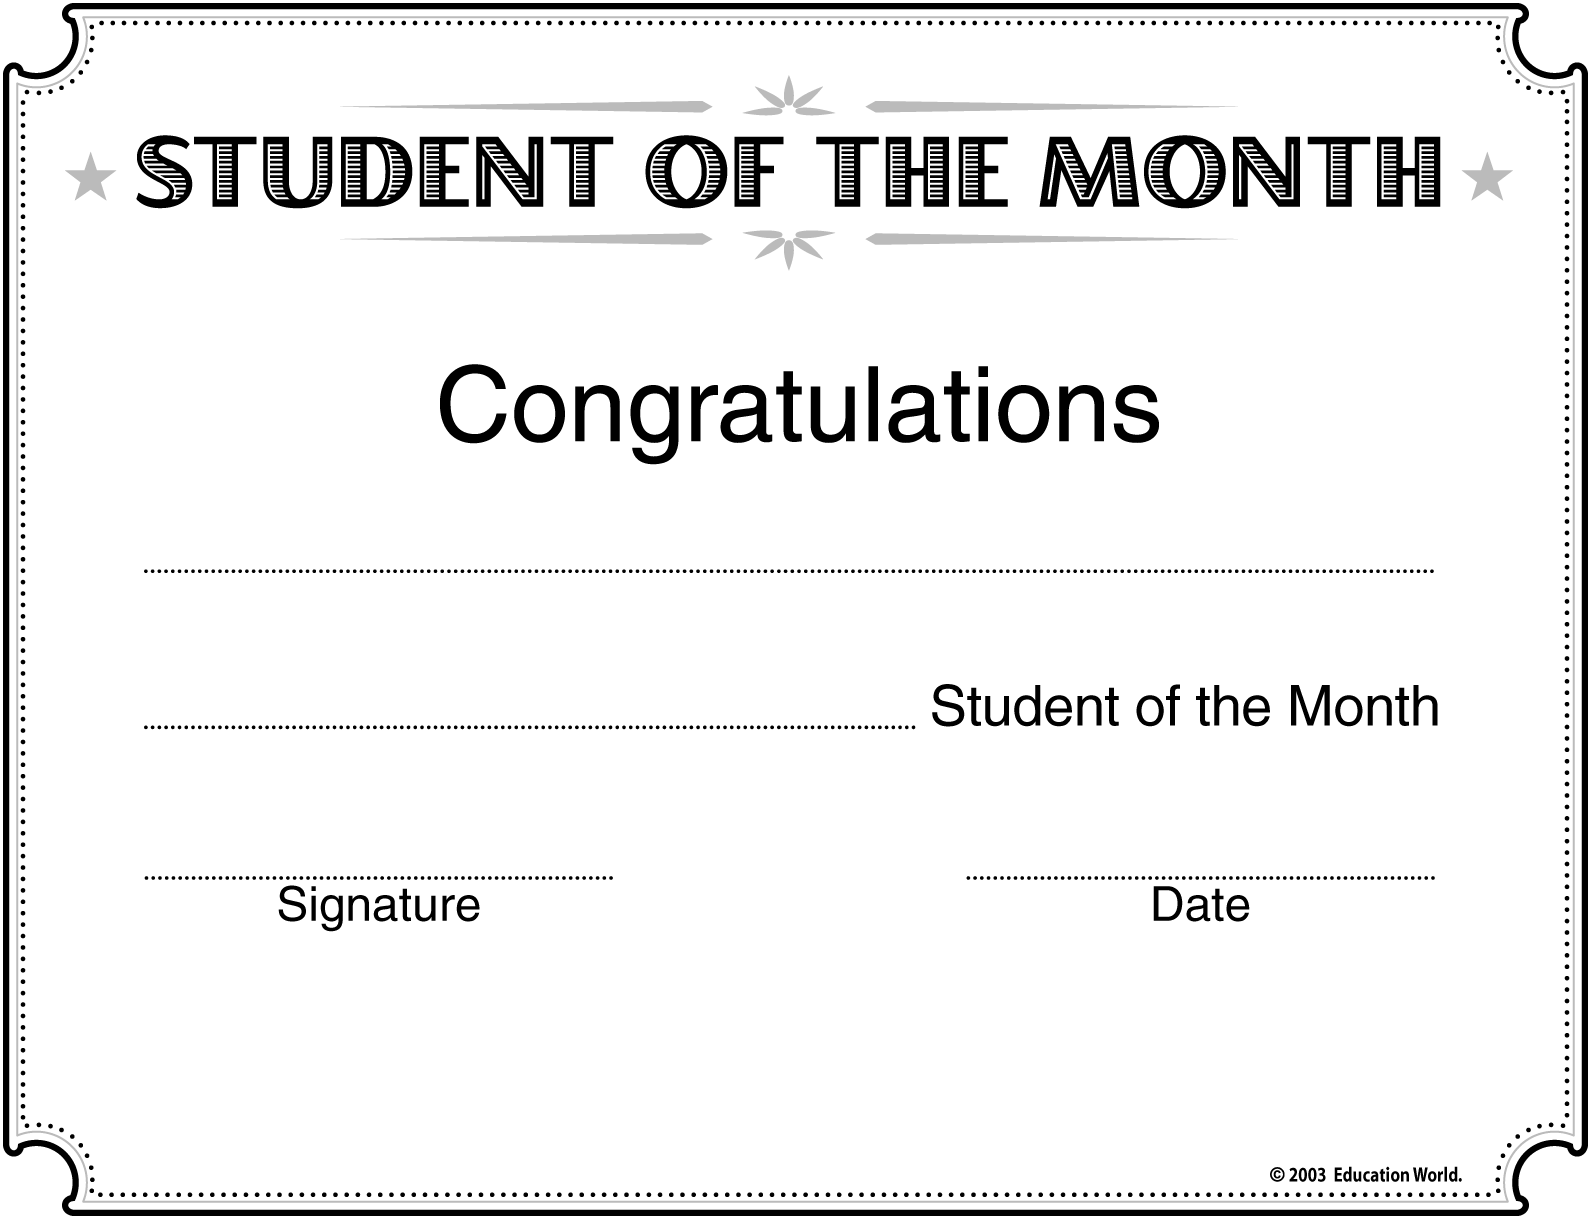 STUDENT OF THE MONTH
Congratulations
Student of the Month
Signature
Date
© 2003 Education World.